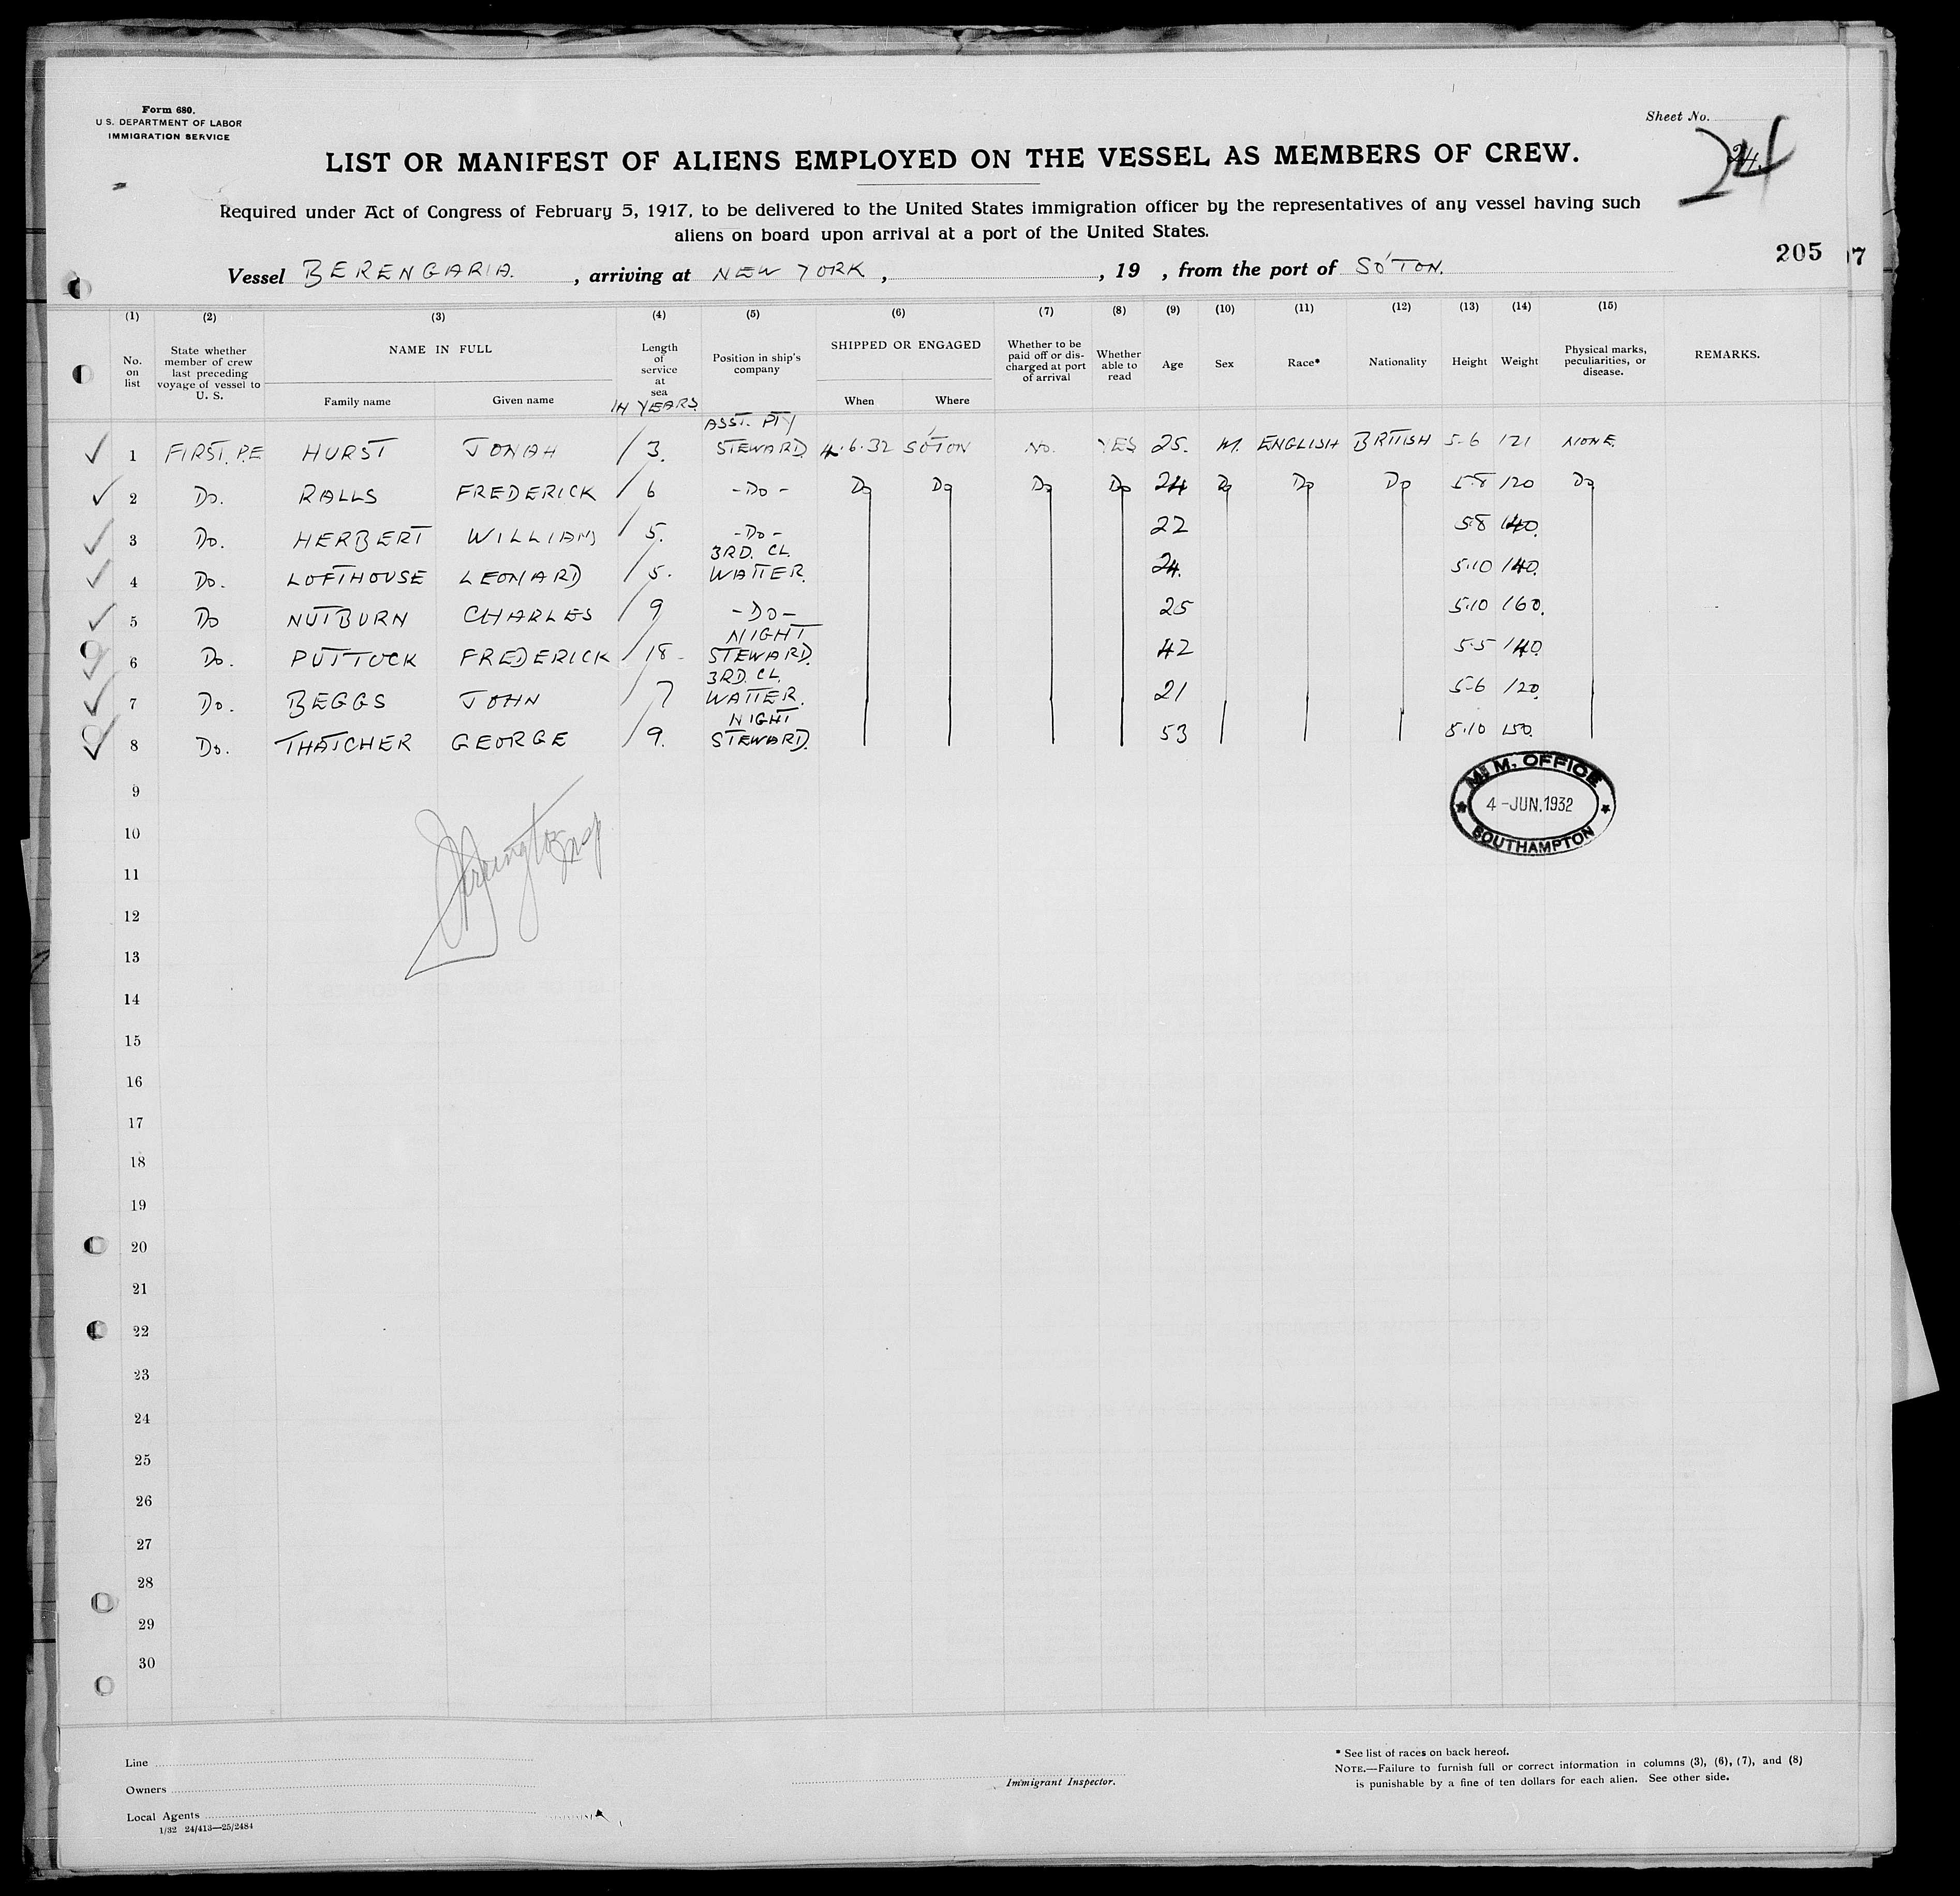 Form 680.
U. S. DEPARTMENT OF LABOR
IMMIGRATION SERVICE
Sheet No.
24
LIST OR MANIFEST OF ALIENS EMPLOYED ON THE VESSEL AS MEMBERS OF CREW.
Required under Act of Congress of February 5, 1917, to be delivered to the United States immigration officer by the representatives of any vessel having such
aliens on board upon arrival at a port of the United States.
205 17
Vessel BERENGARIA. , arriving at NEW YORK , , 19 , from the port of SO'TON.
(1) (2) (3) (4) (5) (6) (7) (8) (9) (10) (11) (12) (13) (14) (15)
No. on list State whether member of crew last preceding voyage of vessel to U. S. NAME IN FULL Family name Given name Length of service at sea IN YEARS Position in ship's company SHIPPED OR ENGAGED When Where Whether to be paid off or discharged at port of arrival Whether able to read Age Sex Race* Nationality Height Weight Physical marks, peculiarities, or disease. REMARKS.
1 FIRST. P.E HURST JONAH 3. ASST. PTY STEWARD. 4.6.32 SO'TON No. YES 25. M. ENGLISH BRITISH 5-6 121 NONE.
2 Do. RALLS FREDERICK 6 -Do- Do Do Do Do 24 Do Do Do 5.8 120 Do
3 Do. HERBERT WILLIAM 5. -Do- 22 5.8 140.
4 Do. LOFTHOUSE LEONARD 5. 3RD. CL. WAITER. 24. 5.10 140.
5 Do NUTBURN CHARLES 9 -DO- 25 5.10 160.
6 Do. PUTTOCK FREDERICK 18- NIGHT STEWARD. 42 5.5 140.
7 Do. BEGGS JOHN 7 3RD. CL. WAITER. 21 5-6 120.
8 Do. THATCHER GEORGE 9. NIGHT STEWARD. 53 5.10 150.
M. M. OFFICE
4-JUN.1932
SOUTHAMPTON
9
10
11
12
13
14
15
16
17
18
19
20
21
22
23
24
25
26
27
28
29
30
Line
Owners
Local Agents
1/32 24/413—25/2484
Immigrant Inspector.
* See list of races on back hereof.
NOTE.—Failure to furnish full or correct information in columns (3), (6), (7), and (8)
is punishable by a fine of ten dollars for each alien. See other side.